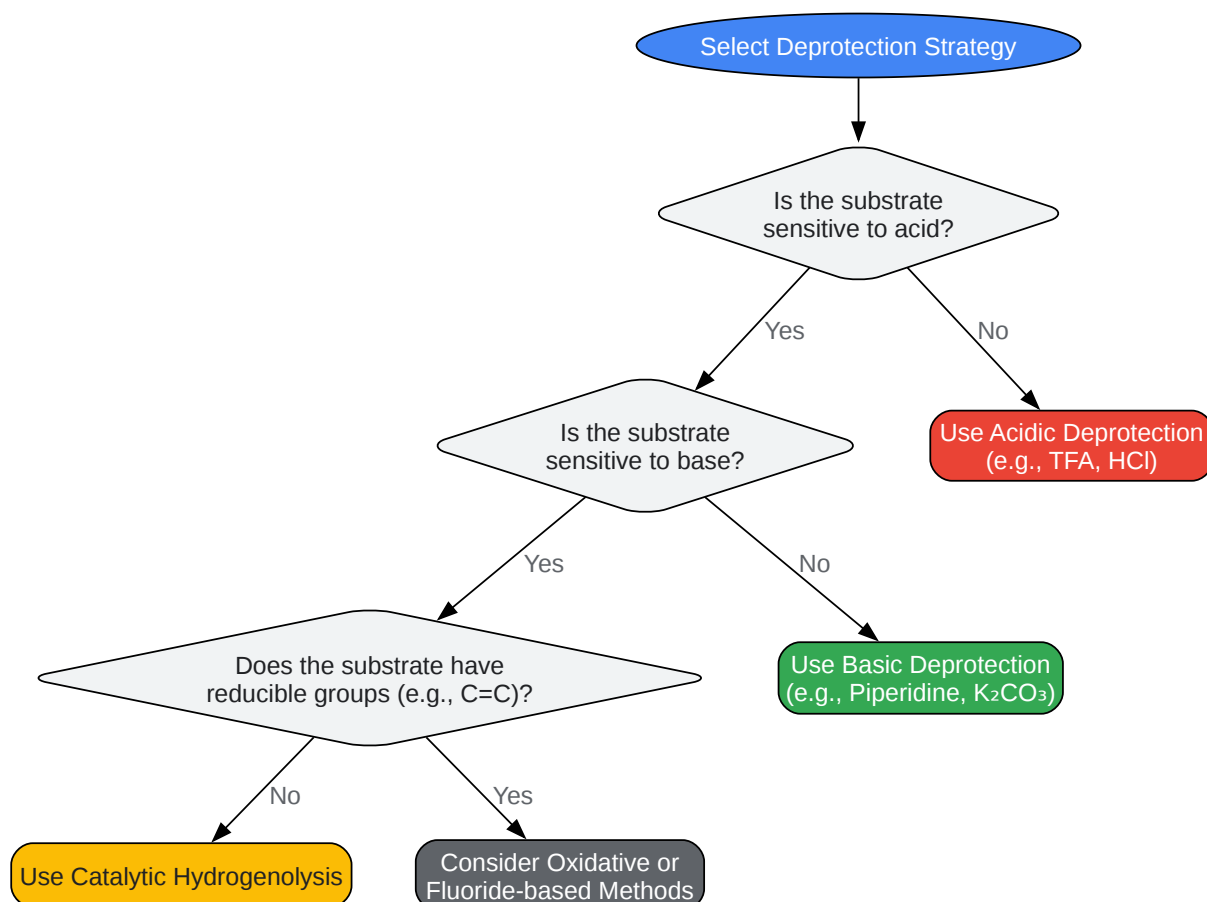 Select Deprotection Strategy
Is the substrate
sensitive to acid?
Yes
No
Is the substrate
sensitive to base?
Use Acidic Deprotection
(e.g., TFA, HCl)
Yes
No
Does the substrate have
reducible groups (e.g., C=C)?
Use Basic Deprotection
(e.g., Piperidine, K₂CO₃)
No
Yes
Use Catalytic Hydrogenolysis
Consider Oxidative or
Fluoride-based Methods